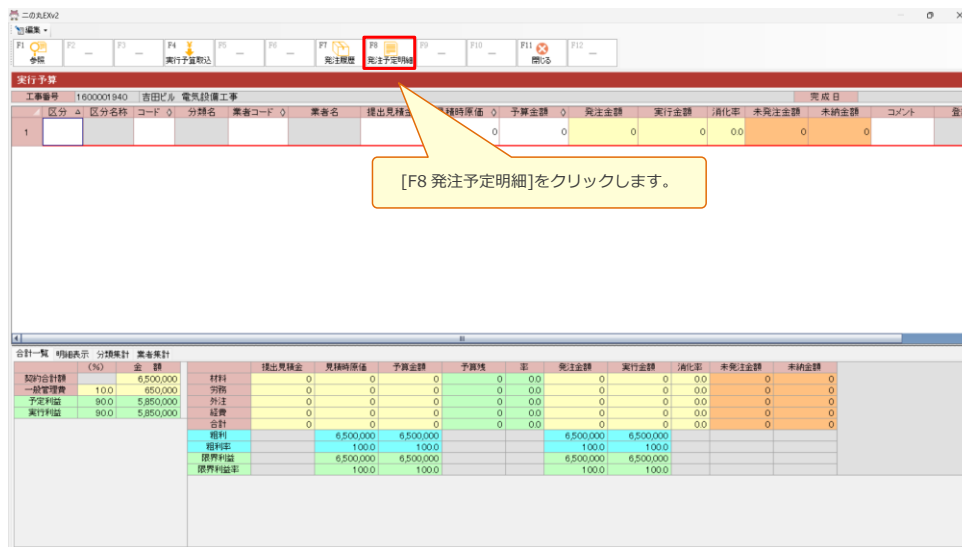 二の丸EXv2
編集
F1 参照 F2 F3 F4 実行予算取込 F5 F6 F7 発注履歴 F8 発注予定明細 F9 F10 F11 閉じる F12
実行予算
工事番号 1600001940 吉田ビル 電気設備工事 完成日
区分 区分名称 コード 分類名 業者コード 業者名 提出見積金 見積時原価 予算金額 発注金額 実行金額 消化率 未発注金額 未納金額 コメント
1 0 0 0 0 0.0 0 0
[F8 発注予定明細]をクリックします。
合計一覧 明細表示 分類集計 業者集計
(%) 金 額 提出見積金 見積時原価 予算金額 予算残 率 発注金額 実行金額 消化率 未発注金額 未納金額
契約合計額 6,500,000 材料 0 0 0 0 0.0 0 0 0.0 0 0
一般管理費 10.0 650,000 労務 0 0 0 0 0.0 0 0 0.0 0 0
予定利益 90.0 5,850,000 外注 0 0 0 0 0.0 0 0 0.0 0 0
実行利益 90.0 5,850,000 経費 0 0 0 0 0.0 0 0 0.0 0 0
合計 0 0 0 0 0.0 0 0 0.0 0 0
粗利 6,500,000 6,500,000 6,500,000 6,500,000
粗利率 100.0 100.0 100.0 100.0
限界利益 6,500,000 6,500,000 6,500,000 6,500,000
限界利益率 100.0 100.0 100.0 100.0